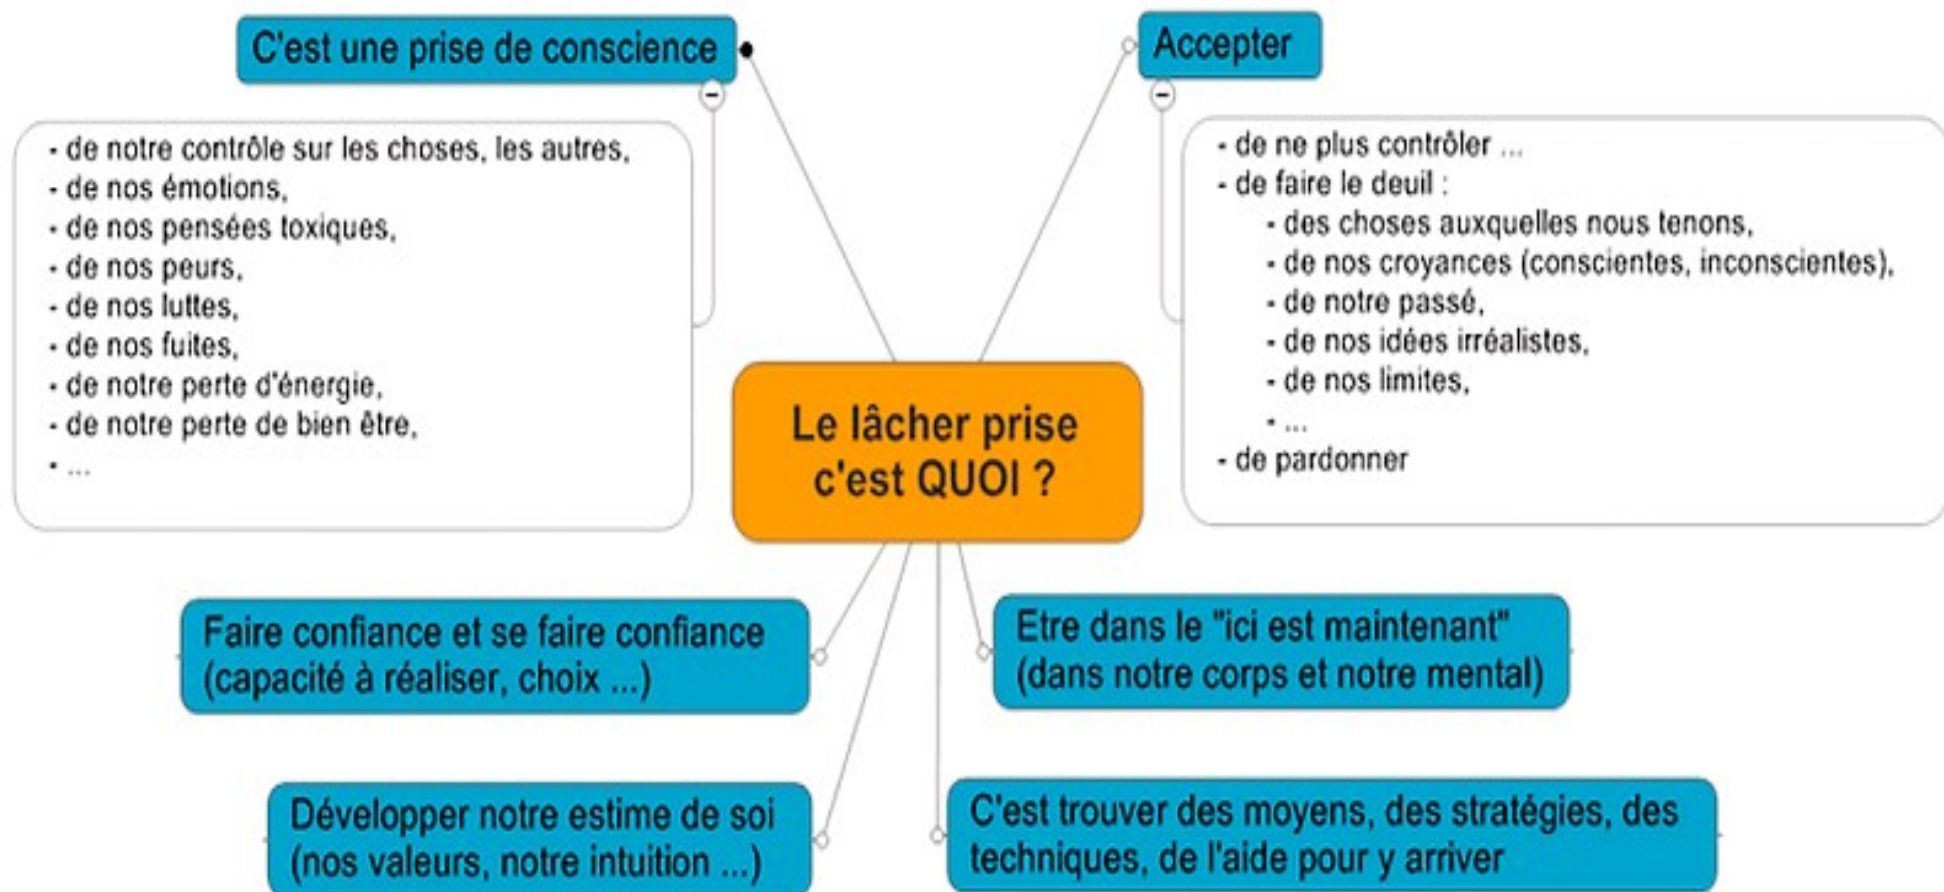 C'est une prise de conscience
- de notre contrôle sur les choses, les autres,
- de nos émotions,
- de nos pensées toxiques,
- de nos peurs,
- de nos luttes,
- de nos fuites,
- de notre perte d'énergie,
- de notre perte de bien être,
- ...
Accepter
- de ne plus contrôler ...
- de faire le deuil :
- des choses auxquelles nous tenons,
- de nos croyances (conscientes, inconscientes),
- de notre passé,
- de nos idées irréalistes,
- de nos limites,
- ...
- de pardonner
Le lâcher prise
c'est QUOI ?
Faire confiance et se faire confiance
(capacité à réaliser, choix ...)
Etre dans le "ici est maintenant"
(dans notre corps et notre mental)
Développer notre estime de soi
(nos valeurs, notre intuition ...)
C'est trouver des moyens, des stratégies, des
techniques, de l'aide pour y arriver